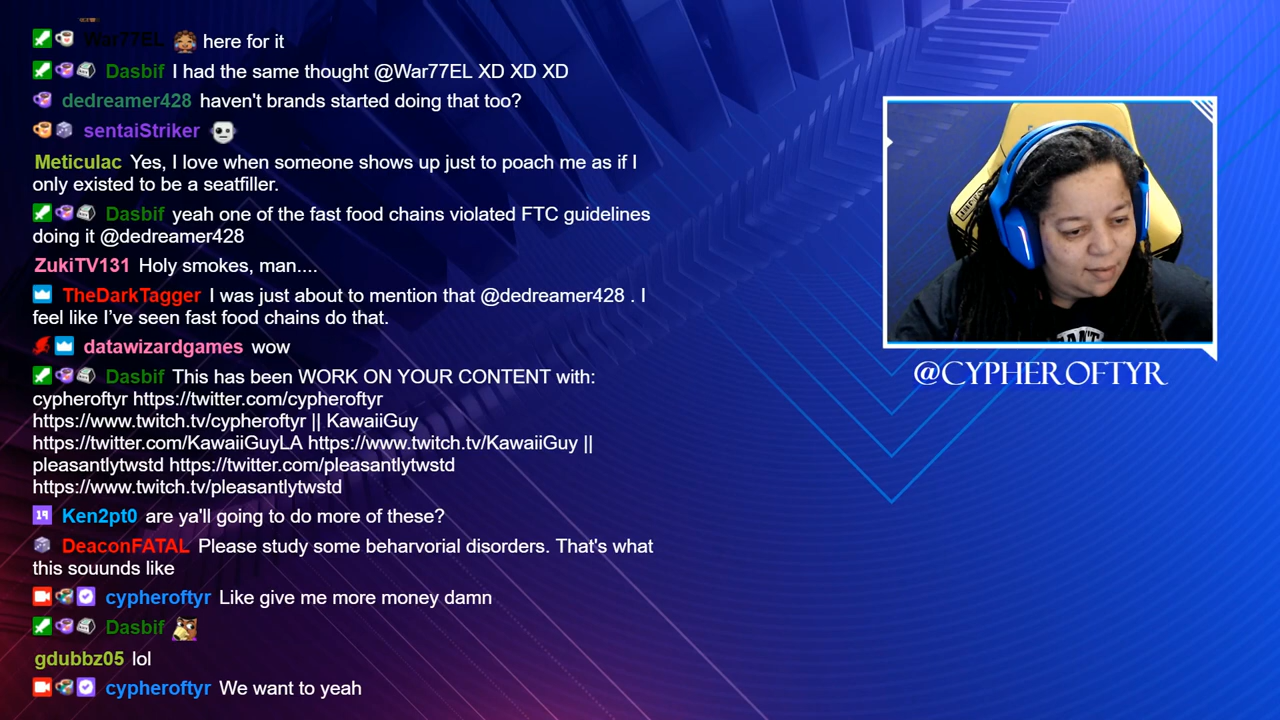 War77EL here for it
Dasbif I had the same thought @War77EL XD XD XD
dedreamer428 haven't brands started doing that too?
sentaiStriker
Meticulac Yes, I love when someone shows up just to poach me as if I
only existed to be a seatfiller.
Dasbif yeah one of the fast food chains violated FTC guidelines
doing it @dedreamer428
ZukiTV131 Holy smokes, man....
TheDarkTagger I was just about to mention that @dedreamer428 . I
feel like I've seen fast food chains do that.
datawizardgames wow
Dasbif This has been WORK ON YOUR CONTENT with:
cypheroftyr https://twitter.com/cypheroftyr
https://www.twitch.tv/cypheroftyr || KawaiiGuy
https://twitter.com/KawaiiGuyLA https://www.twitch.tv/KawaiiGuy ||
pleasantlytwstd https://twitter.com/pleasantlytwstd
https://www.twitch.tv/pleasantlytwstd
19 Ken2pt0 are ya'll going to do more of these?
DeaconFATAL Please study some beharvorial disorders. That's what
this souunds like
cypheroftyr Like give me more money damn
Dasbif
gdubbz05 lol
cypheroftyr We want to yeah
@CYPHEROFTYR